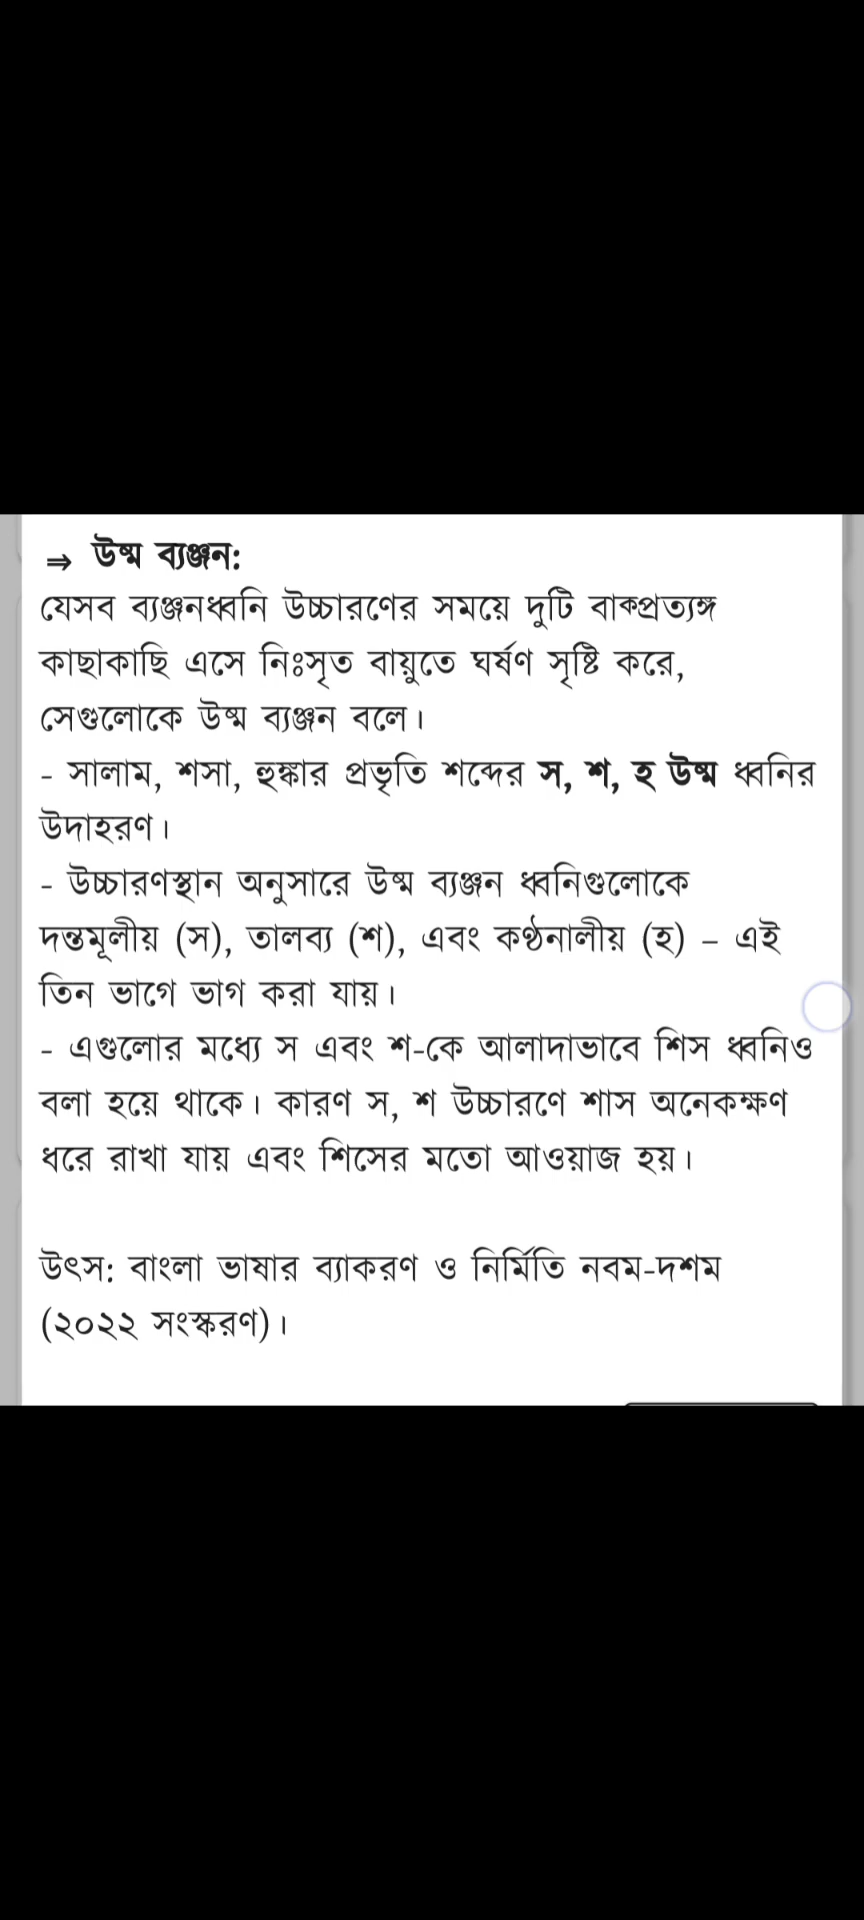 ⇒ উষ্ম ব্যঞ্জন:
যেসব ব্যঞ্জনধ্বনি উচ্চারণের সময়ে দুটি বাক্প্রত্যঙ্গ
কাছাকাছি এসে নিঃসৃত বায়ুতে ঘর্ষণ সৃষ্টি করে,
সেগুলোকে উষ্ম ব্যঞ্জন বলে।
- সালাম, শসা, হুঙ্কার প্রভৃতি শব্দের স, শ, হ উষ্ম ধ্বনির
উদাহরণ।
- উচ্চারণস্থান অনুসারে উষ্ম ব্যঞ্জন ধ্বনিগুলোকে
দন্তমূলীয় (স), তালব্য (শ), এবং কণ্ঠনালীয় (হ) – এই
তিন ভাগে ভাগ করা যায়।
- এগুলোর মধ্যে স এবং শ-কে আলাদাভাবে শিস ধ্বনিও
বলা হয়ে থাকে। কারণ স, শ উচ্চারণে শাস অনেকক্ষণ
ধরে রাখা যায় এবং শিসের মতো আওয়াজ হয়।
উৎস: বাংলা ভাষার ব্যাকরণ ও নির্মিতি নবম-দশম
(২০২২ সংস্করণ)।